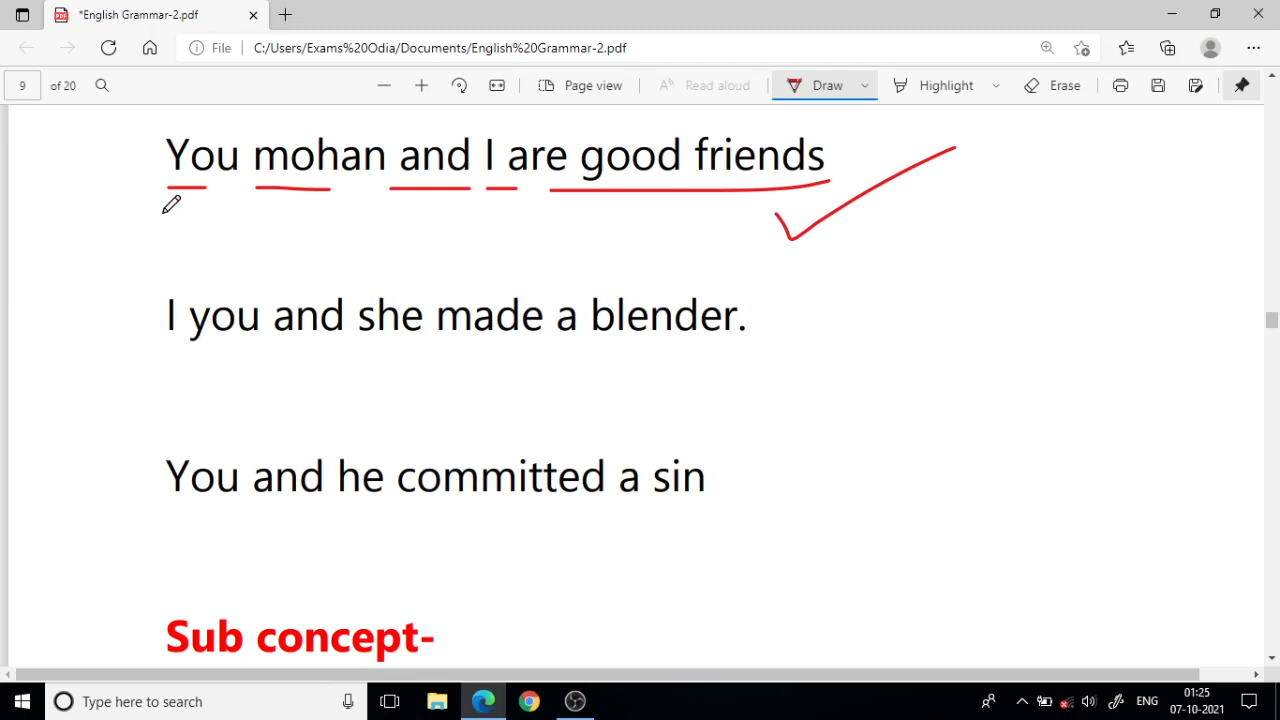 *English Grammar-2.pdf
File C:/Users/Exams%20Odia/Documents/English%20Grammar-2.pdf
9 of 20 Page view Read aloud Draw Highlight Erase
You mohan and I are good friends
I you and she made a blender.
You and he committed a sin
Sub concept-
Type here to search ENG 01:25
07-10-2021